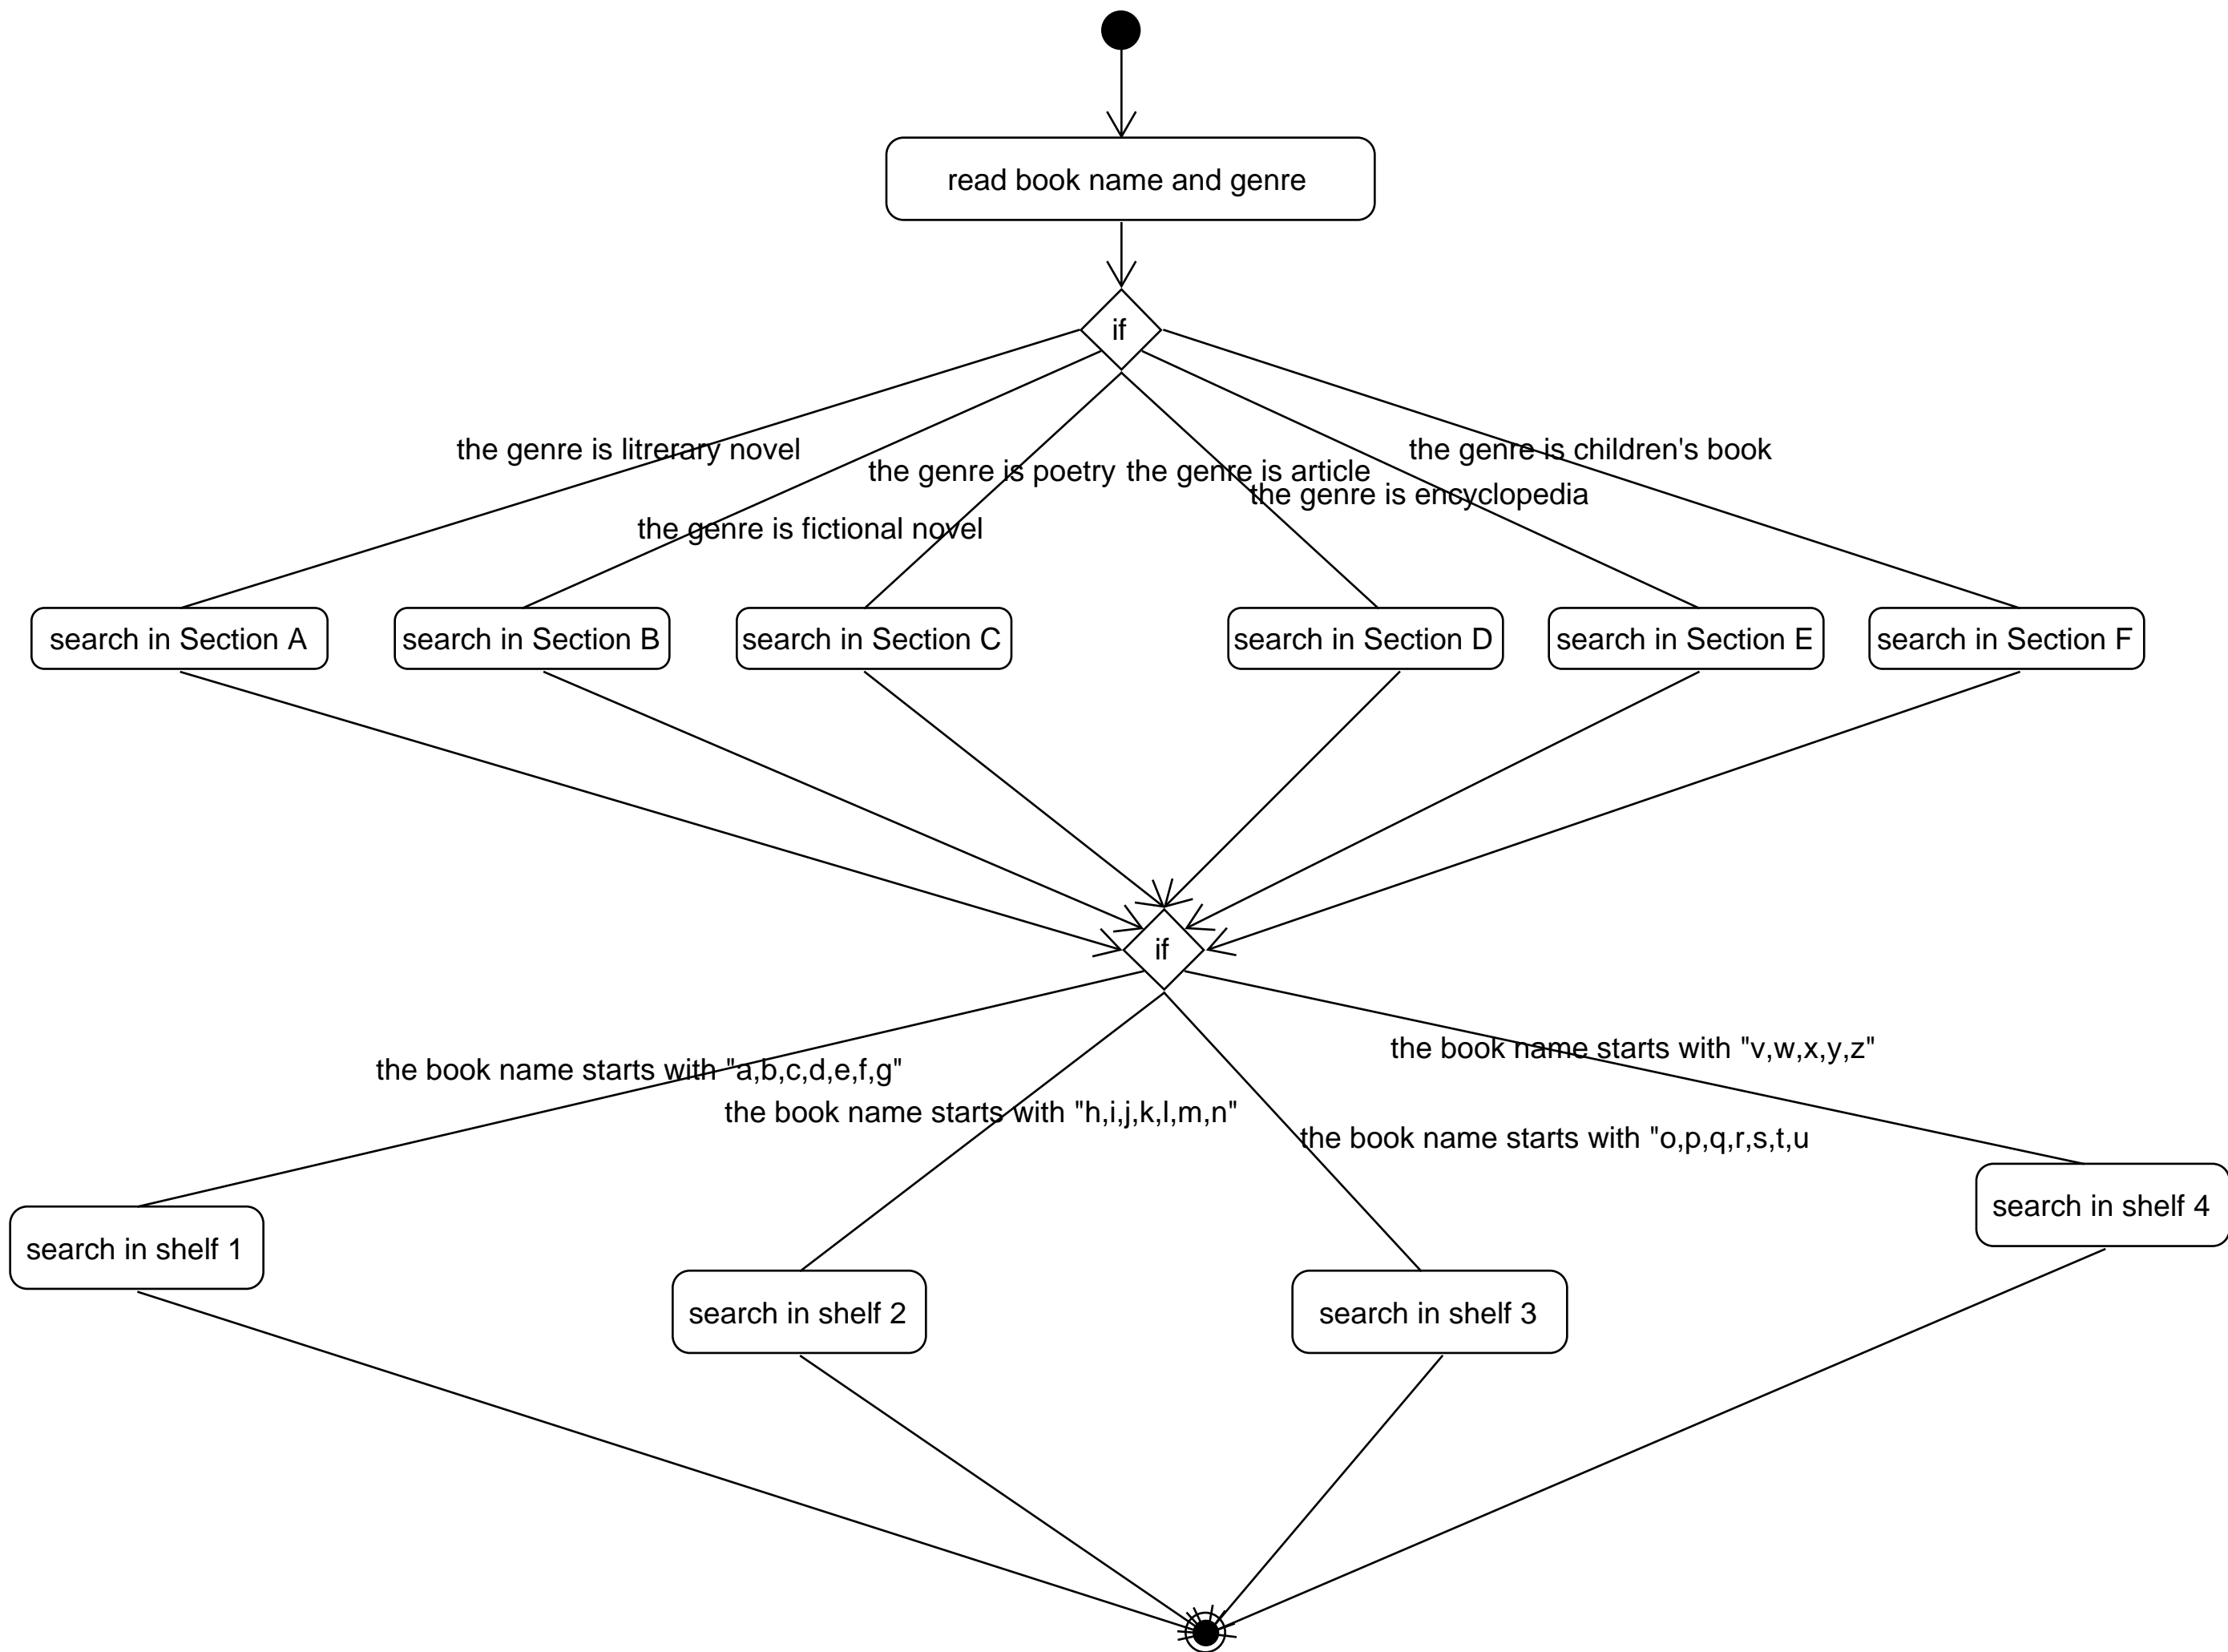 read book name and genre
if
the genre is litrerary novel
the genre is children's book
the genre is poetry
the genre is article
the genre is encyclopedia
the genre is fictional novel
search in Section A
search in Section B
search in Section C
search in Section D
search in Section E
search in Section F
if
the book name starts with "v,w,x,y,z"
the book name starts with "a,b,c,d,e,f,g"
the book name starts with "h,i,j,k,l,m,n"
the book name starts with "o,p,q,r,s,t,u
search in shelf 4
search in shelf 1
search in shelf 2
search in shelf 3